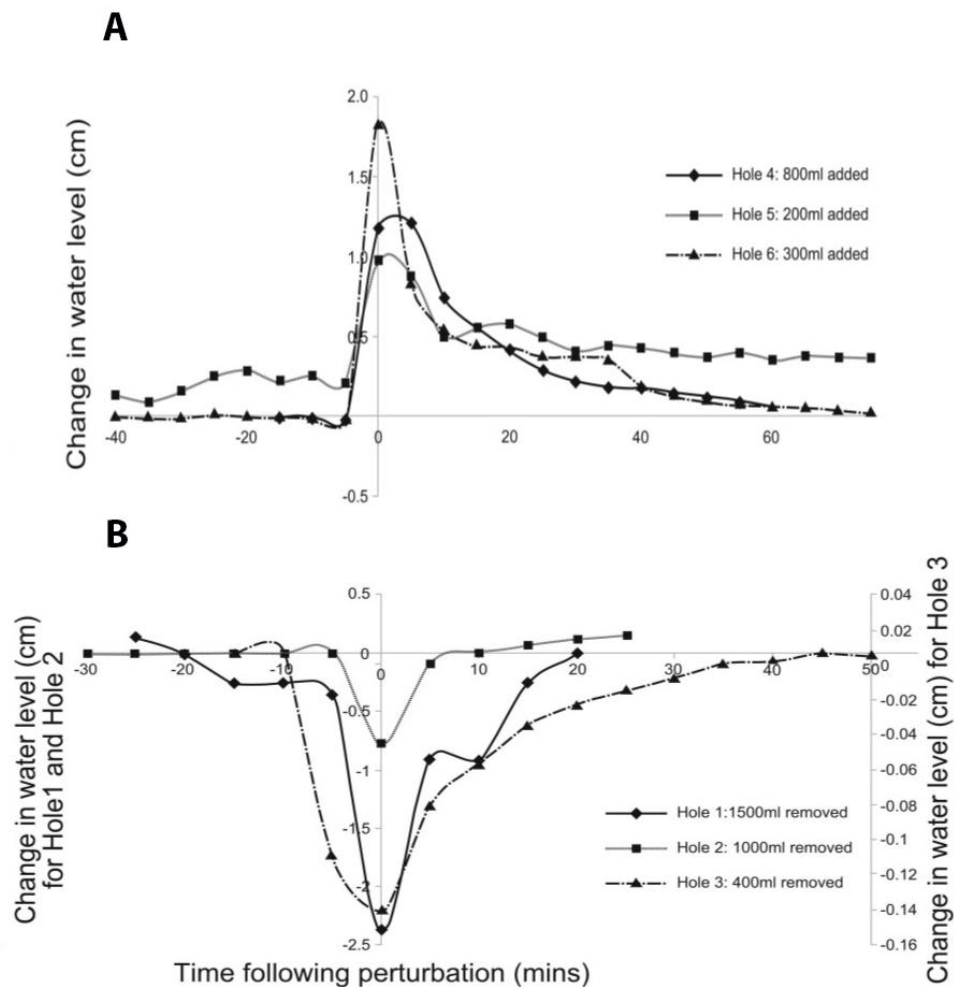 A
Change in water level (cm)
2.0
1.5
1.0
0.5
-0.5
-40
-20
0
20
40
60
Hole 4: 800ml added
Hole 5: 200ml added
Hole 6: 300ml added
B
Change in water level (cm)
for Hole1 and Hole 2
0.5
0
-0.5
-1
-1.5
-2
-2.5
-30
-20
-10
0
10
20
30
40
50
0.04
0.02
0
-0.02
-0.04
-0.06
-0.08
-0.1
-0.12
-0.14
-0.16
Change in water level (cm) for Hole 3
Hole 1:1500ml removed
Hole 2: 1000ml removed
Hole 3: 400ml removed
Time following perturbation (mins)